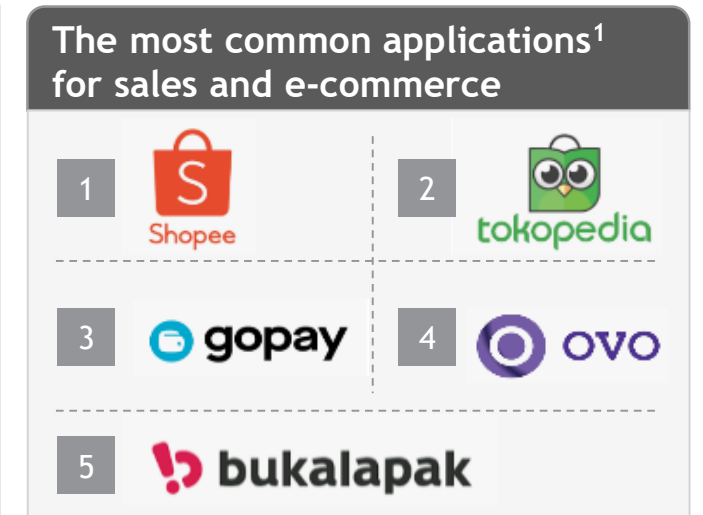 The most common applications¹
for sales and e-commerce
1
S
Shopee
2
tokopedia
3
gopay
4
OVO
5
bukalapak